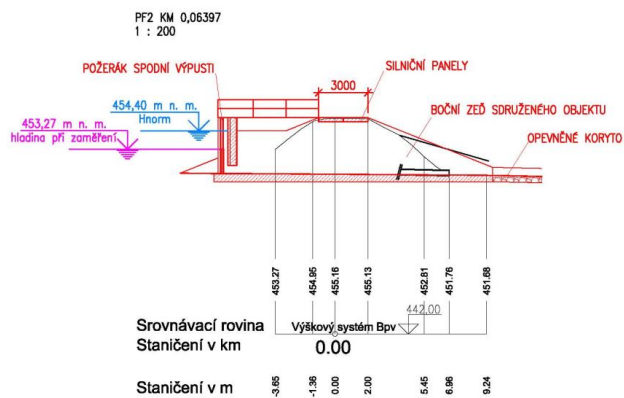 PF2 KM 0,06397
1 : 200
POŽERÁK SPODNÍ VÝPUSTI
3000
SILNIČNÍ PANELY
454,40 m n. m.
Hnorm
453,27 m n. m.
hladina při zaměření
BOČNÍ ZEĎ SDRUŽENÉHO OBJEKTU
OPEVNĚNÉ KORYTO
453.27 454.95 455.16 455.13 452.81 451.76 451.68
442.00
Srovnávací rovina Výškový systém Bpv
Staničení v km 0.00
Staničení v m -3.65 -1.36 0.00 2.00 5.45 6.96 9.24